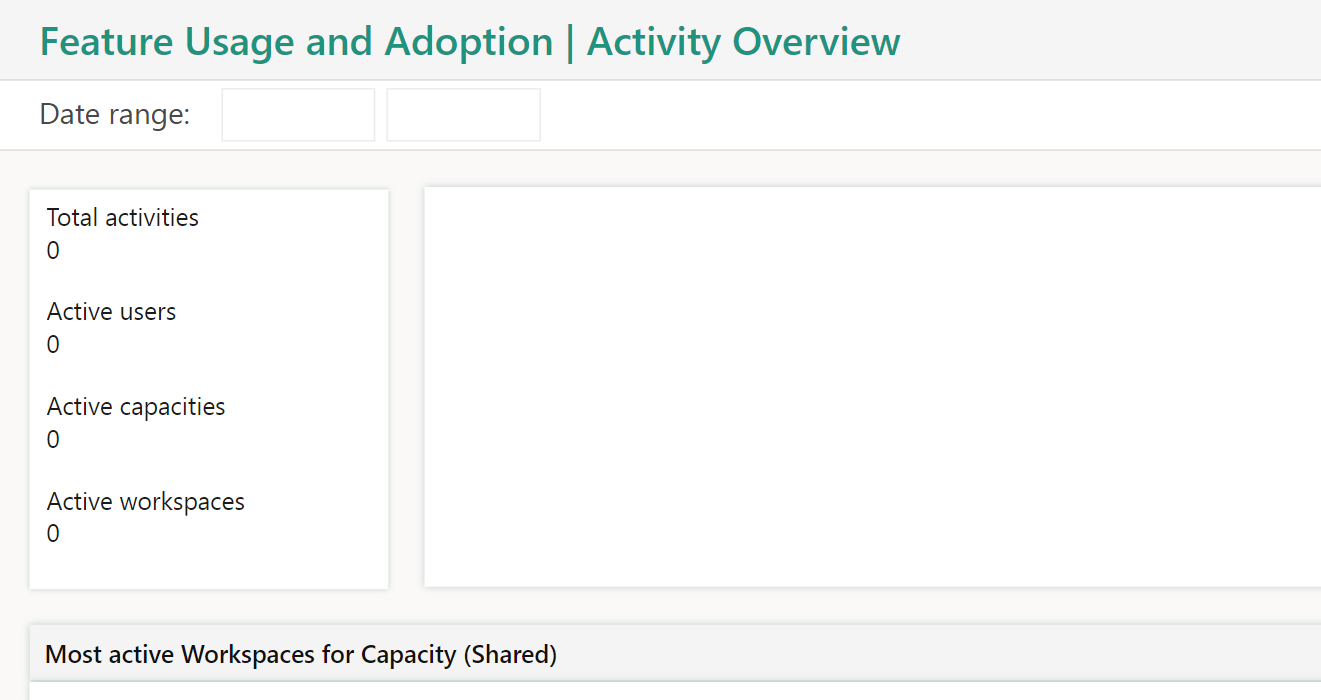 Feature Usage and Adoption | Activity Overview
Date range:
Total activities
0
Active users
0
Active capacities
0
Active workspaces
0
Most active Workspaces for Capacity (Shared)